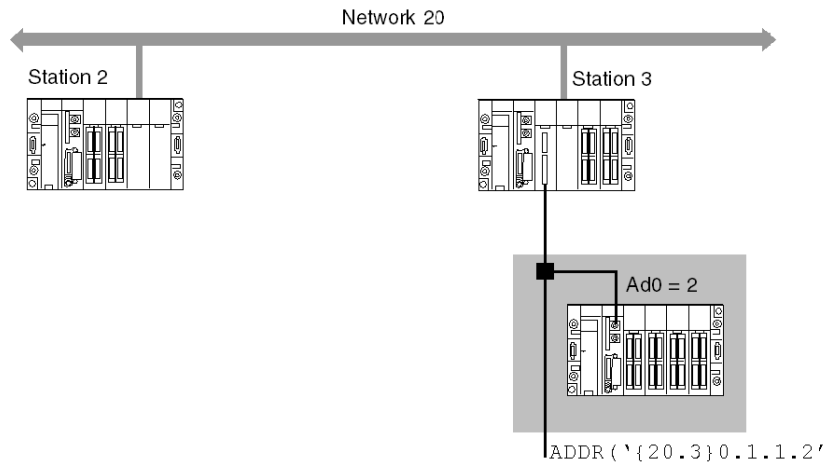 Network 20
Station 2
Station 3
Ad0 = 2
ADDR(‘{20.3}0.1.1.2’